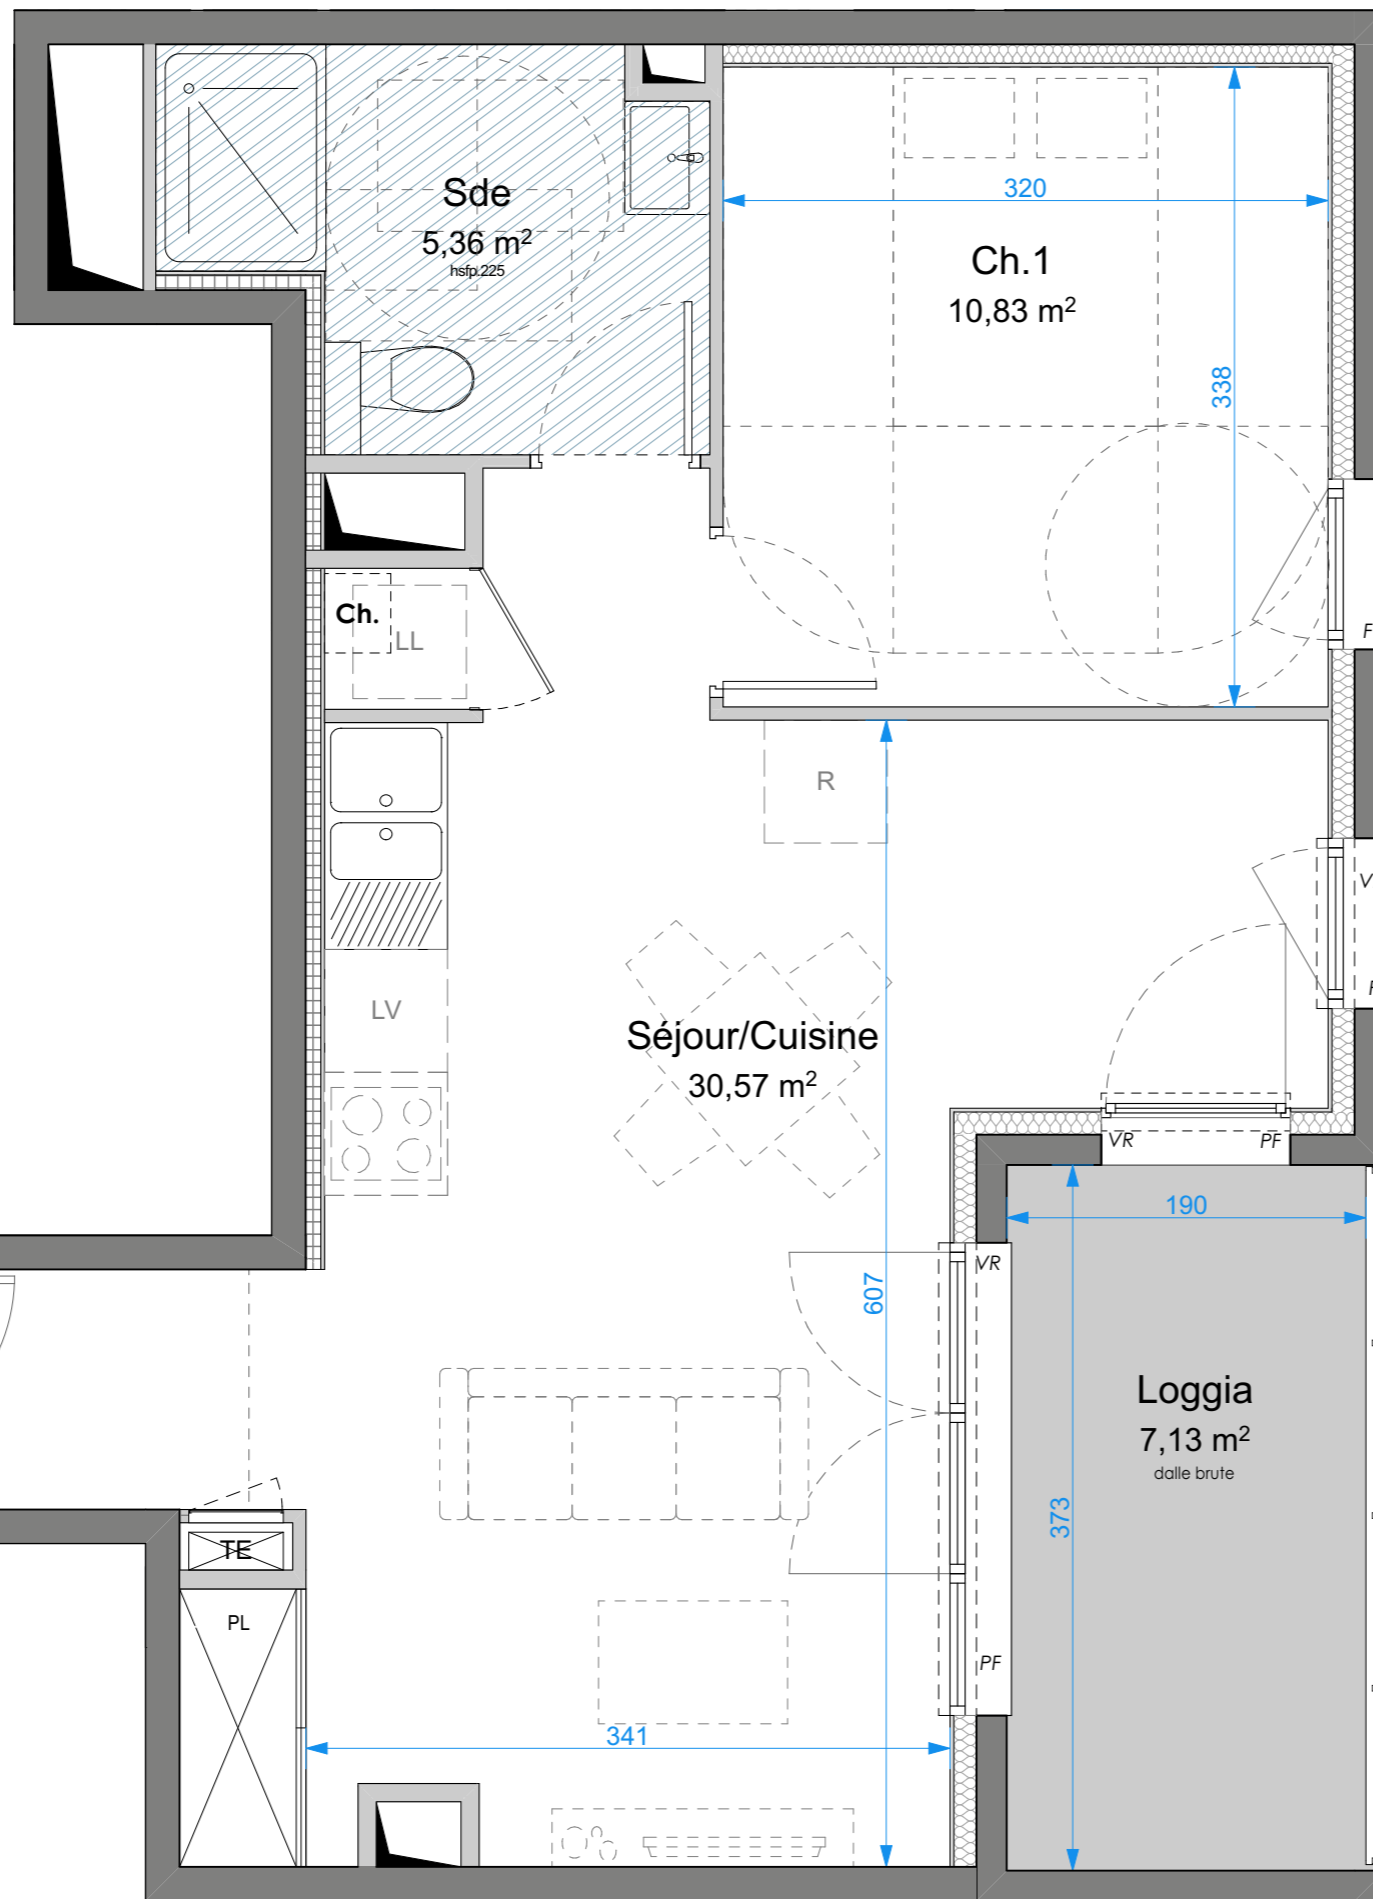 Sde
5,36 m²
hsfp.225
320
Ch.1
10,83 m²
338
F
Ch.
LL
R
V
F
LV
Séjour/Cuisine
30,57 m²
VR
PF
190
VR
607
Loggia
7,13 m²
dalle brute
373
TE
PL
PF
341